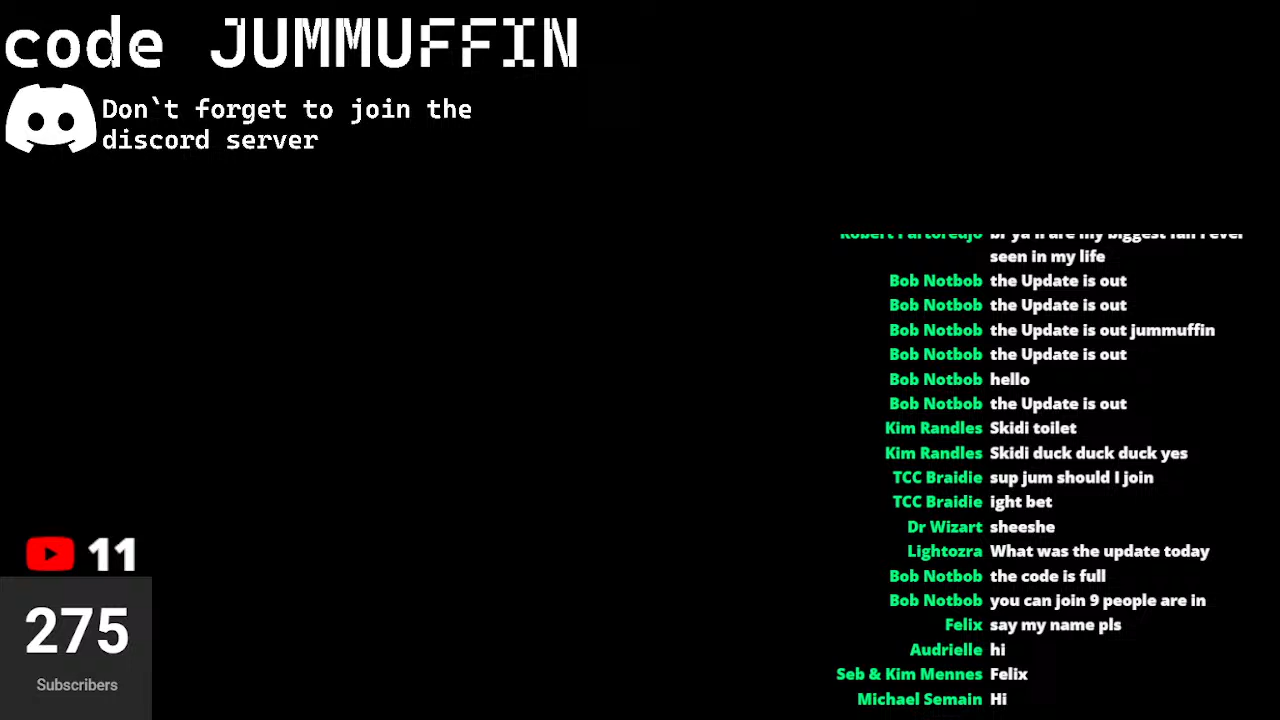 code JUMMUFFIN
Don`t forget to join the
discord server
seen in my life
Bob Notbob the Update is out
Bob Notbob the Update is out
Bob Notbob the Update is out jummuffin
Bob Notbob the Update is out
Bob Notbob hello
Bob Notbob the Update is out
Kim Randles Skidi toilet
Kim Randles Skidi duck duck duck yes
TCC Braidie sup jum should I join
TCC Braidie ight bet
Dr Wizart sheeshe
Lightozra What was the update today
Bob Notbob the code is full
Bob Notbob you can join 9 people are in
Felix say my name pls
Audrielle hi
Seb & Kim Mennes Felix
Michael Semain Hi
11
275
Subscribers